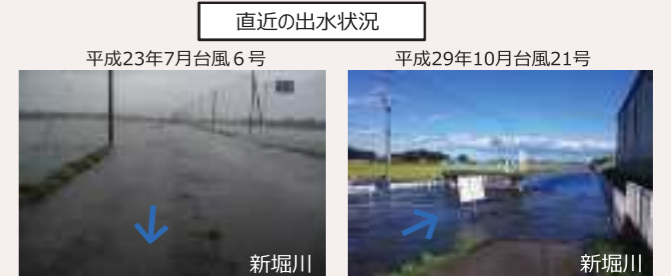 直近の出水状況
平成23年7月台風６号
平成29年10月台風21号
新堀川
新堀川